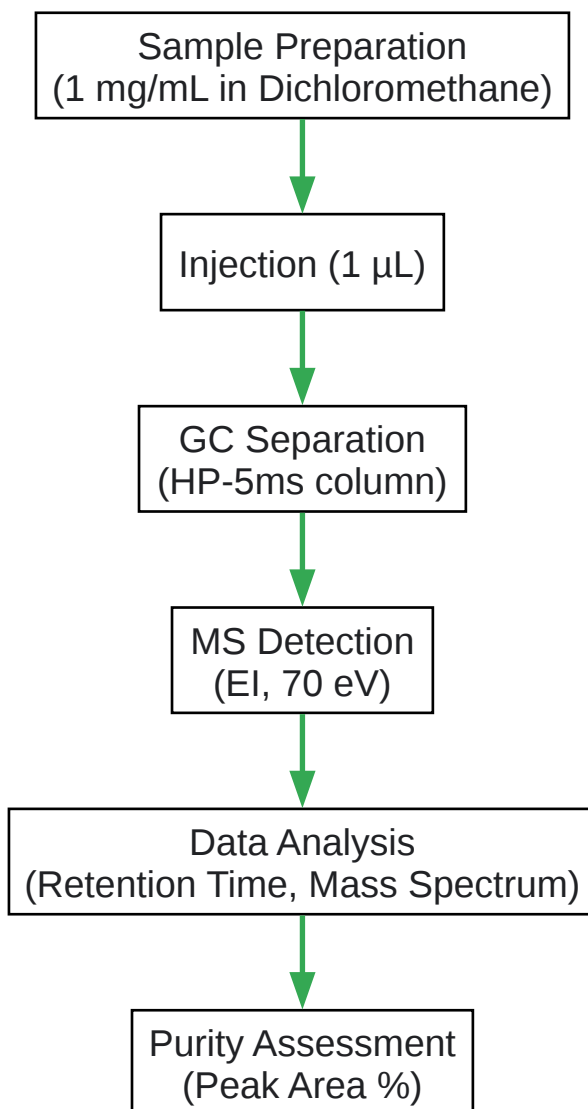 Sample Preparation
(1 mg/mL in Dichloromethane)
Injection (1 µL)
GC Separation
(HP-5ms column)
MS Detection
(EI, 70 eV)
Data Analysis
(Retention Time, Mass Spectrum)
Purity Assessment
(Peak Area %)